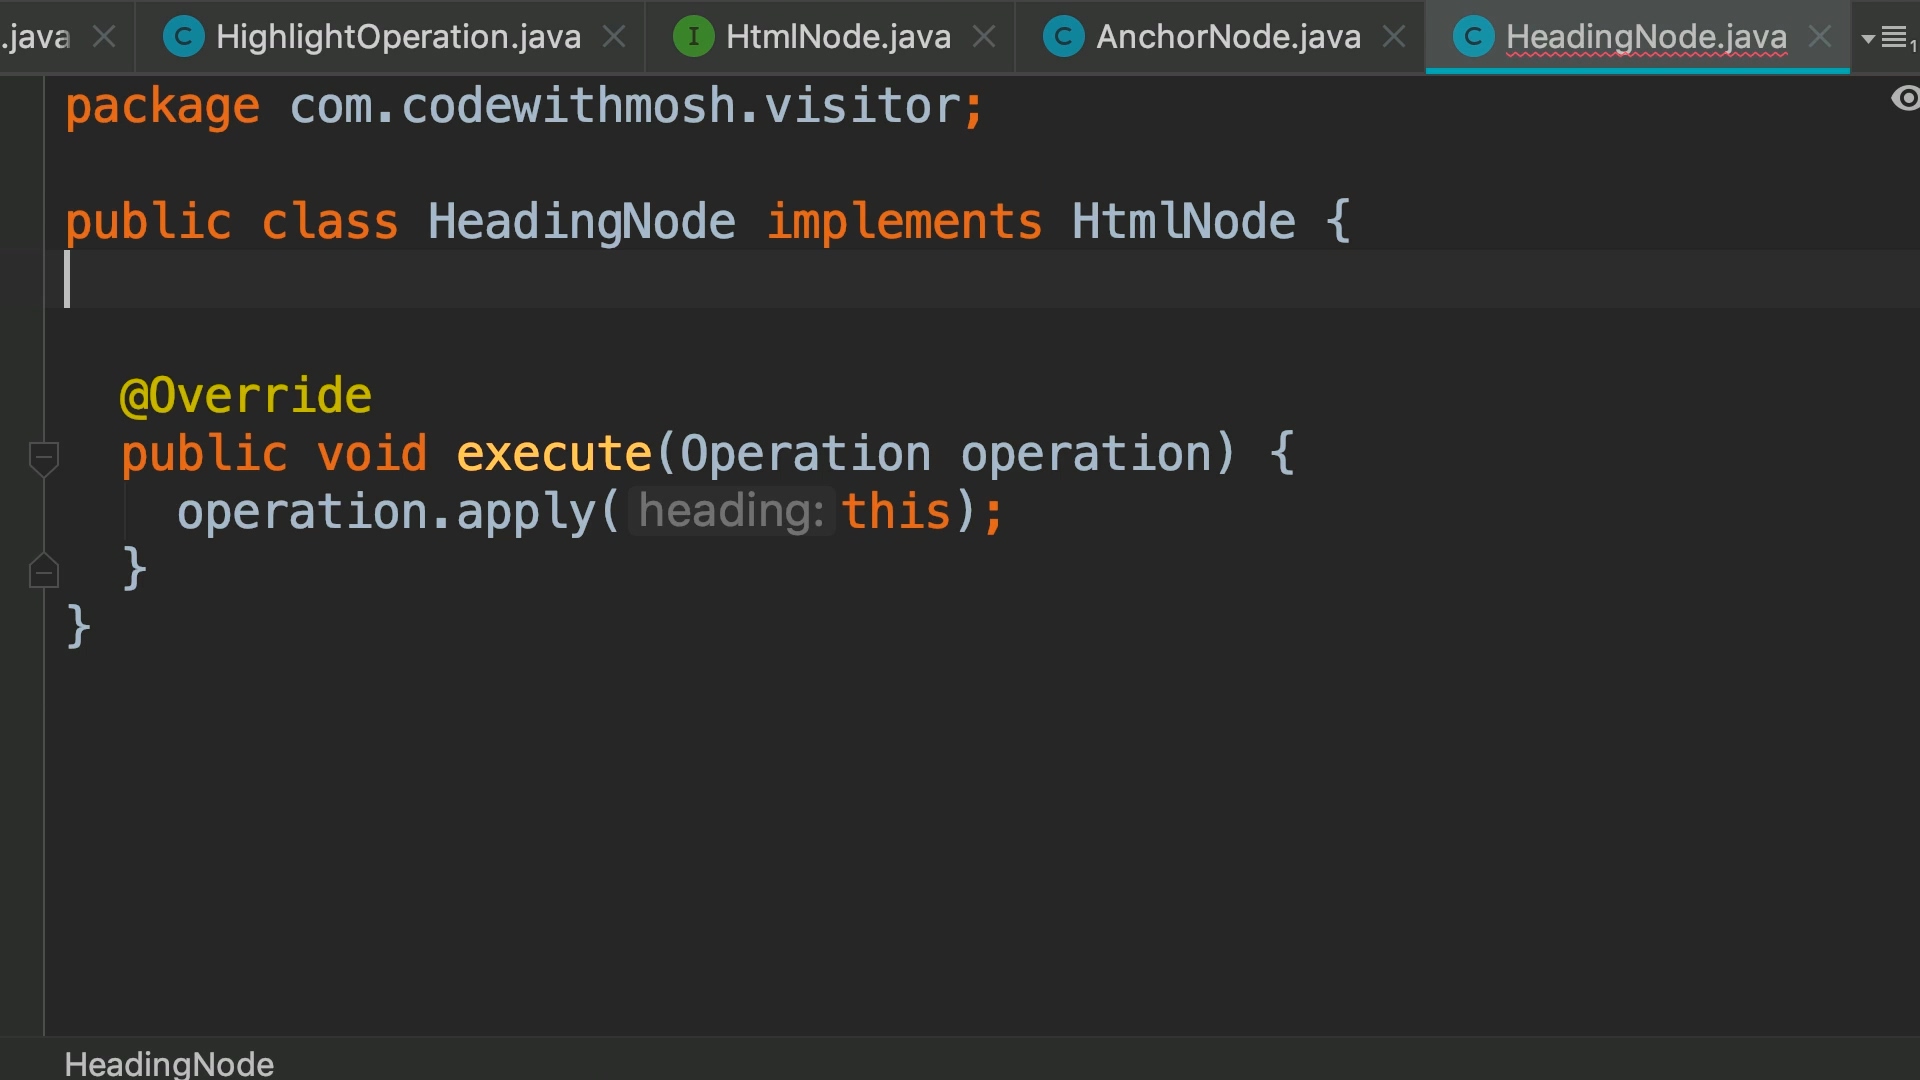 .java HighlightOperation.java HtmlNode.java AnchorNode.java HeadingNode.java
package com.codewithmosh.visitor;
public class HeadingNode implements HtmlNode {
@Override
public void execute(Operation operation) {
operation.apply( heading: this);
}
}
HeadingNode